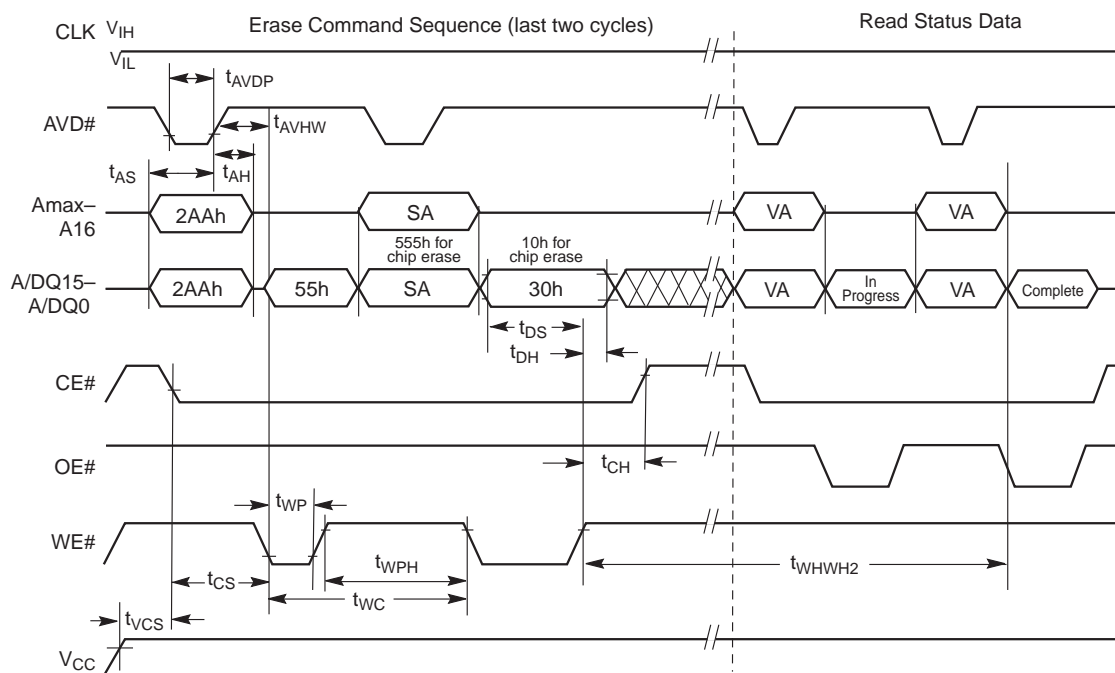 Erase Command Sequence (last two cycles)
Read Status Data
CLK
VIH
VIL
tAVDP
AVD#
tAVHW
tAS
tAH
Amax–
A16
2AAh
SA
VA
VA
555h for
chip erase
10h for
chip erase
A/DQ15–
A/DQ0
2AAh
55h
SA
30h
VA
In
Progress
VA
Complete
tDS
tDH
CE#
OE#
tCH
tWP
WE#
tWPH
tWHWH2
tCS
tWC
tVCS
VCC